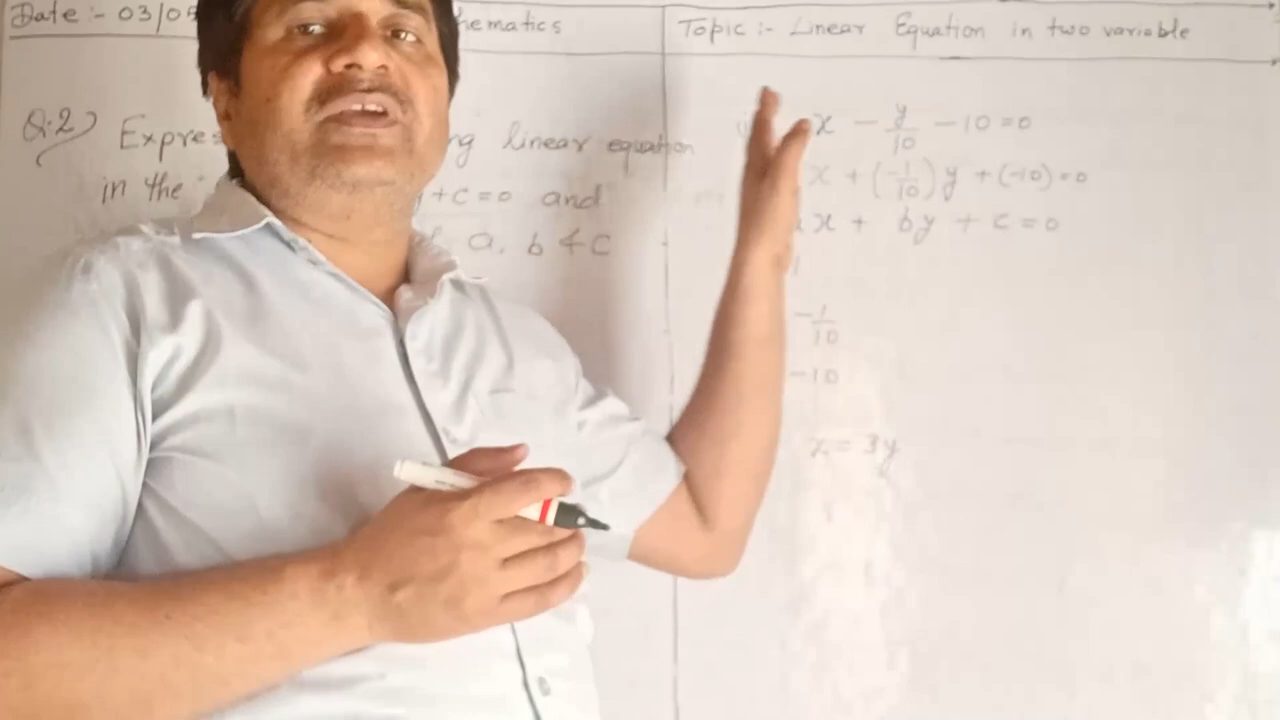 Date :- 03/05
hematics
Topic :- Linear Equation in two variable
Q.2) Expres ng linear equation
in the y+c=0 and
a, b & c
x - y/10 - 10 = 0
x + (-1/10) y + (-10) = 0
ax + by + c = 0
1
-1/10
-10
x = 3y